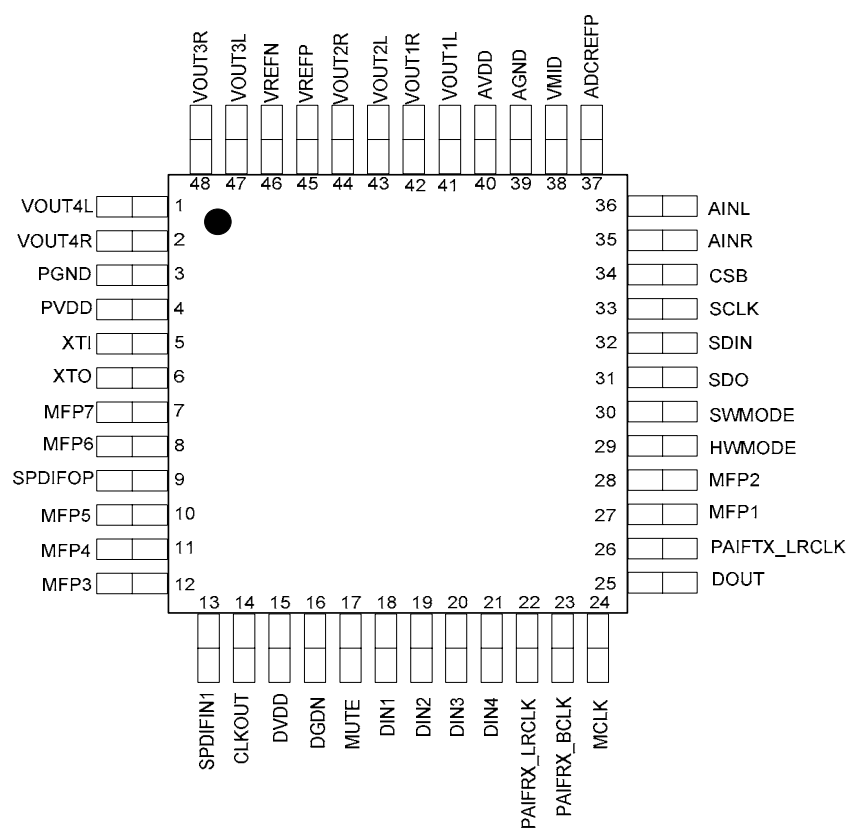 VOUT3R VOUT3L VREFN VREFP VOUT2R VOUT2L VOUT1R VOUT1L AVDD AGND VMID ADCREFP
48 47 46 45 44 43 42 41 40 39 38 37
VOUT4L 1
VOUT4R 2
PGND 3
PVDD 4
XTI 5
XTO 6
MFP7 7
MFP6 8
SPDIFOP 9
MFP5 10
MFP4 11
MFP3 12
36 AINL
35 AINR
34 CSB
33 SCLK
32 SDIN
31 SDO
30 SWMODE
29 HWMODE
28 MFP2
27 MFP1
26 PAIFTX_LRCLK
25 DOUT
13 14 15 16 17 18 19 20 21 22 23 24
SPDIFIN1 CLKOUT DVDD DGDN MUTE DIN1 DIN2 DIN3 DIN4 PAIFRX_LRCLK PAIFRX_BCLK MCLK